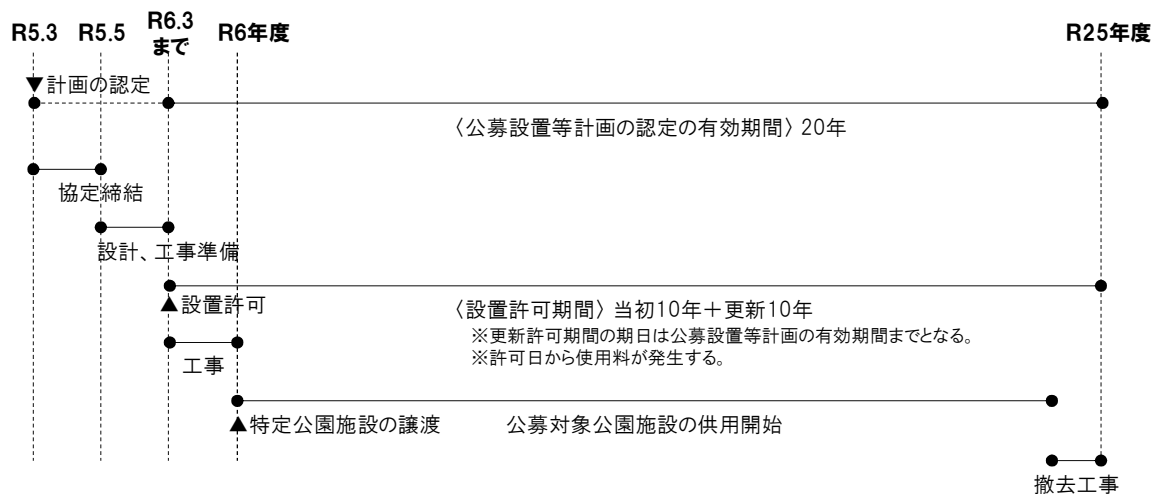 R5.3 R5.5 R6.3 R6年度 R25年度
まで
▼計画の認定
〈公募設置等計画の認定の有効期間〉 20年
協定締結
設計、工事準備
▲設置許可 〈設置許可期間〉 当初10年＋更新10年
※更新許可期間の期日は公募設置等計画の有効期間までとなる。
※許可日から使用料が発生する。
工事
▲特定公園施設の譲渡 公募対象公園施設の供用開始
撤去工事